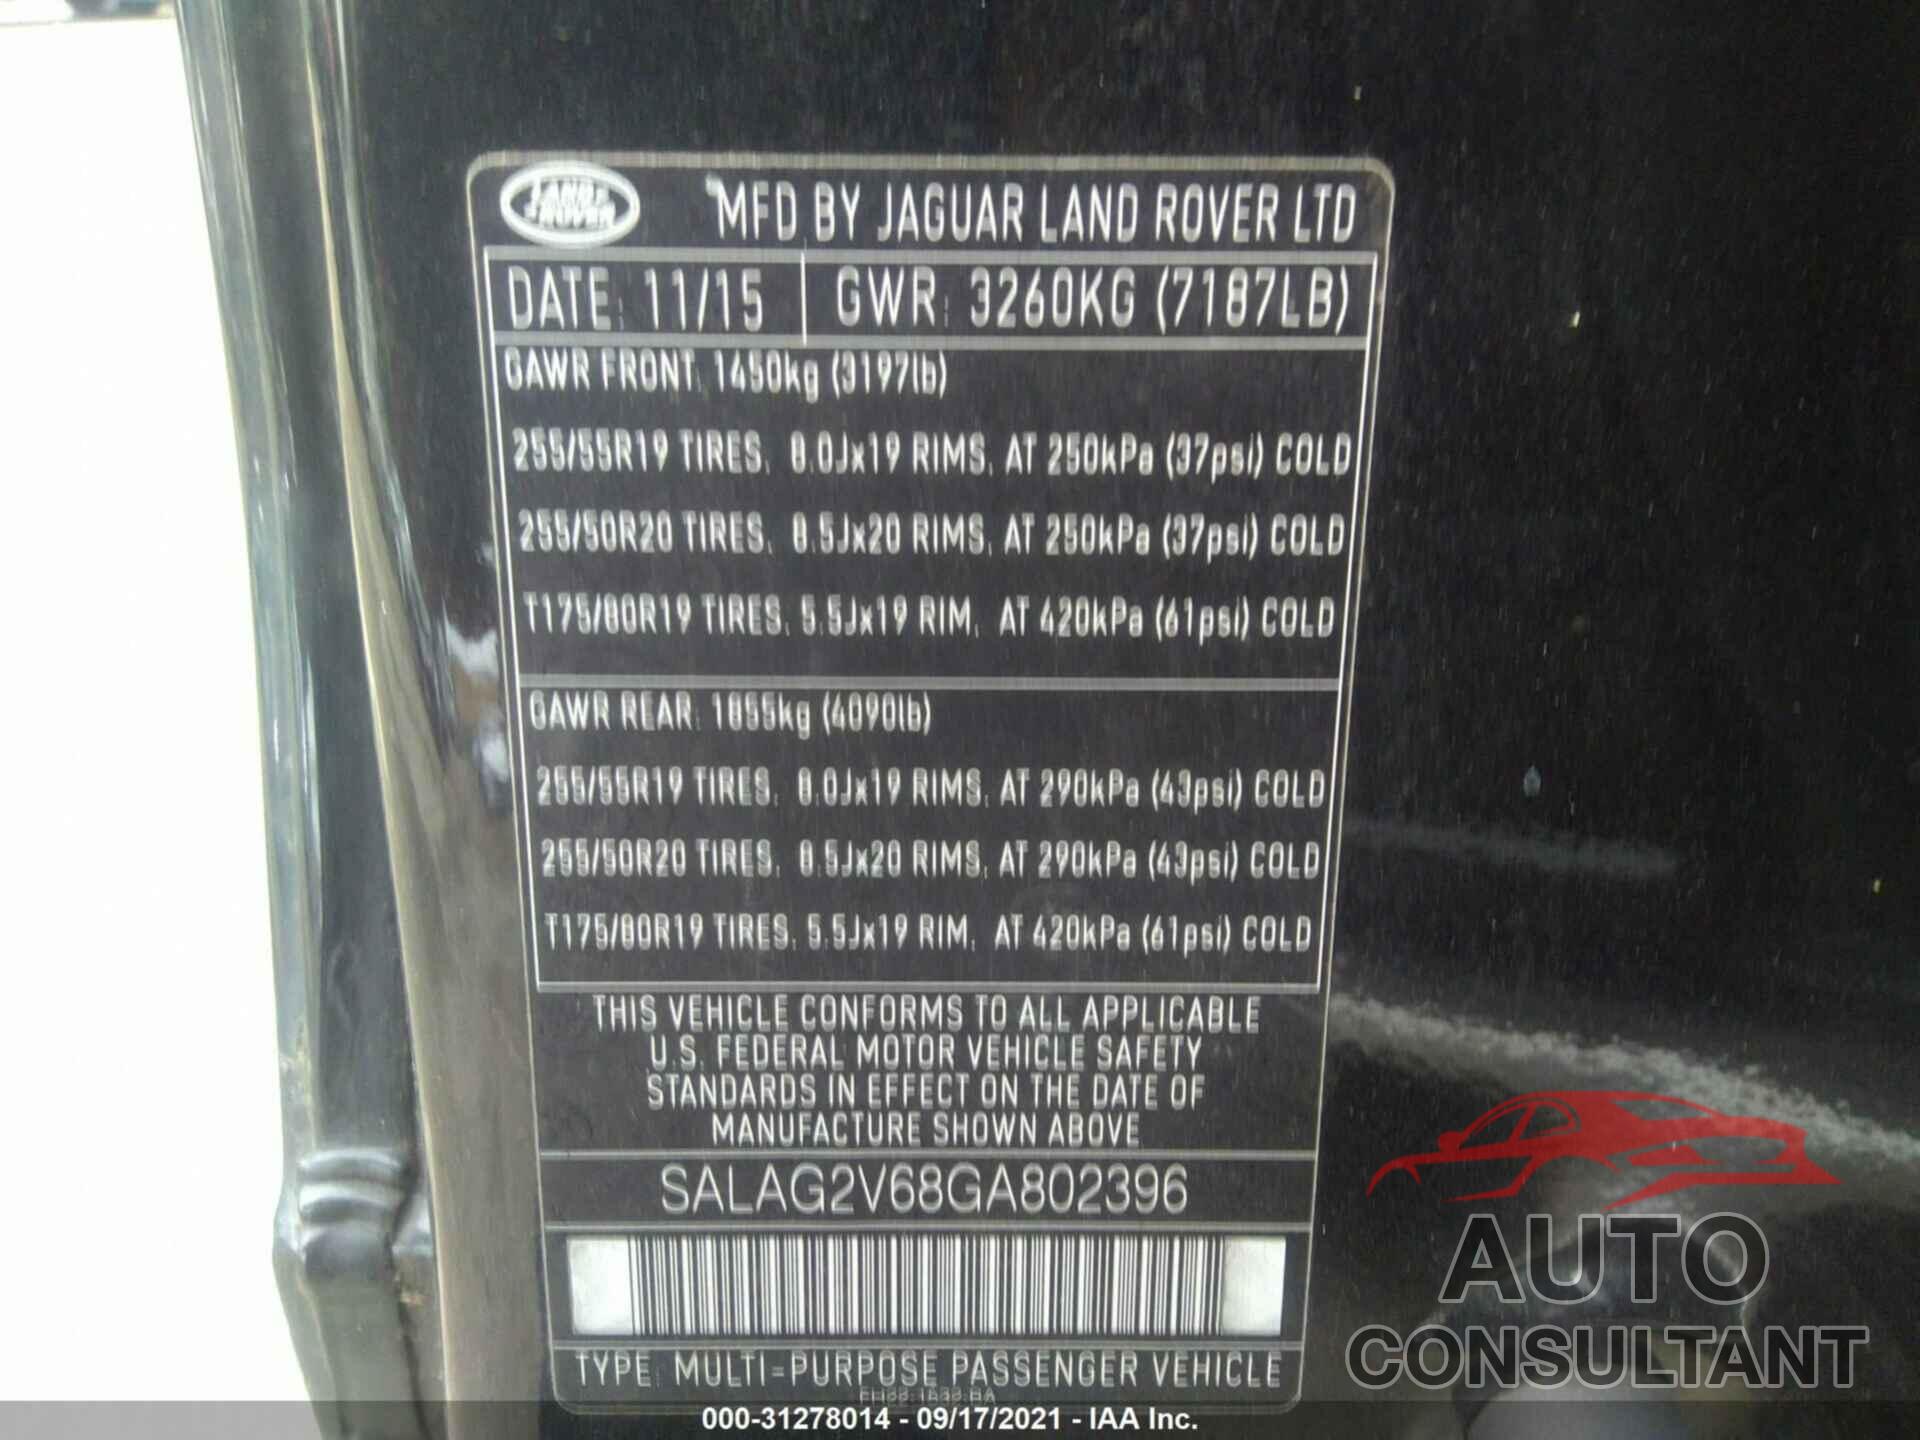 LAND ROVER
MFD BY JAGUAR LAND ROVER LTD
DATE: 11/15 GWR: 3260KG (7187LB)
GAWR FRONT: 1450kg (3197lb)
255/55R19 TIRES, 8.0Jx19 RIMS, AT 250kPa (37psi) COLD
255/50R20 TIRES, 8.5Jx20 RIMS, AT 250kPa (37psi) COLD
T175/80R19 TIRES, 5.5Jx19 RIM, AT 420kPa (61psi) COLD
GAWR REAR: 1855kg (4090lb)
255/55R19 TIRES, 8.0Jx19 RIMS, AT 290kPa (43psi) COLD
255/50R20 TIRES, 8.5Jx20 RIMS, AT 290kPa (43psi) COLD
T175/80R19 TIRES, 5.5Jx19 RIM, AT 420kPa (61psi) COLD
THIS VEHICLE CONFORMS TO ALL APPLICABLE
U.S. FEDERAL MOTOR VEHICLE SAFETY
STANDARDS IN EFFECT ON THE DATE OF
MANUFACTURE SHOWN ABOVE
SALAG2V68GA802396
TYPE: MULTI-PURPOSE PASSENGER VEHICLE
000-31278014 - 09/17/2021 - IAA Inc.
AUTO
CONSULTANT